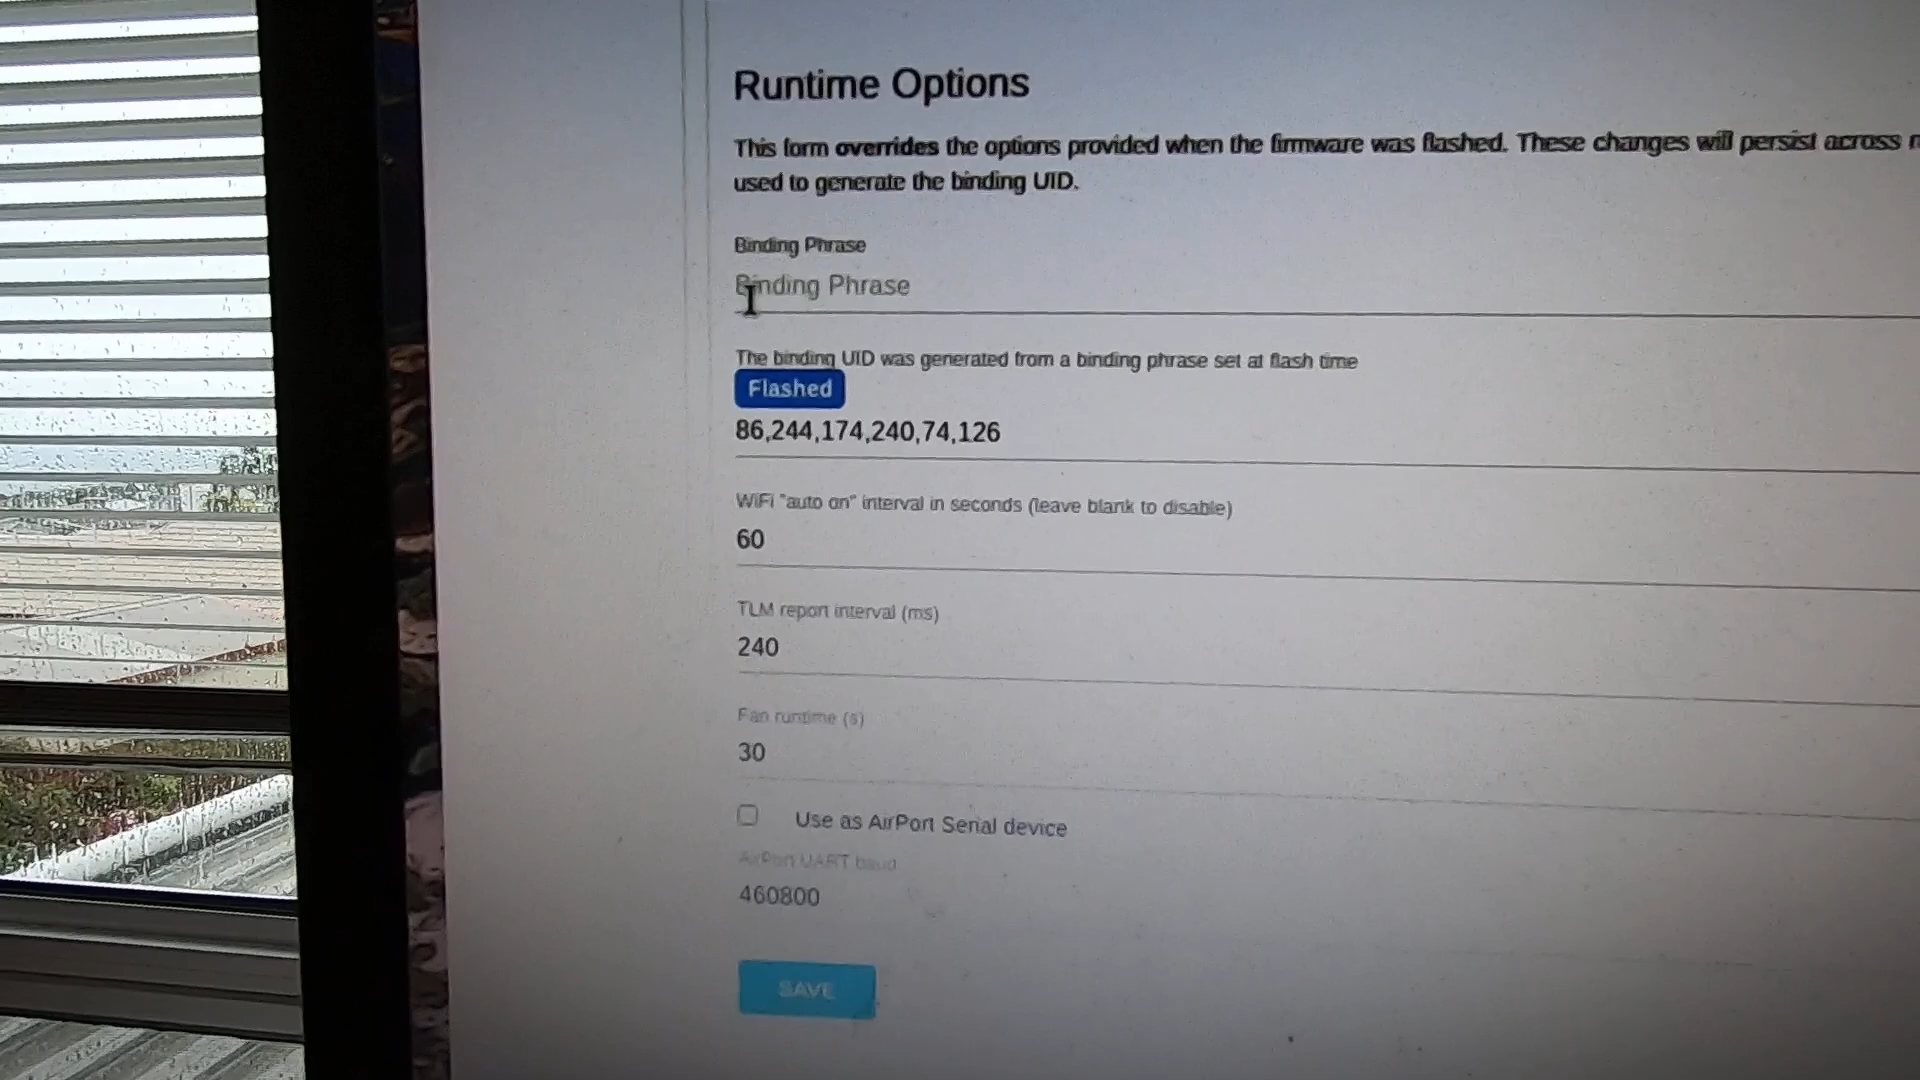 Runtime Options
This form overrides the options provided when the firmware was flashed. These changes will persist across
used to generate the binding UID.
Binding Phrase
Binding Phrase
The binding UID was generated from a binding phrase set at flash time
Flashed
86,244,174,240,74,126
WiFi "auto on" interval in seconds (leave blank to disable)
60
TLM report interval (ms)
240
Fan runtime (s)
30
Use as AirPort Serial device
AirPort UART baud
460800
SAVE